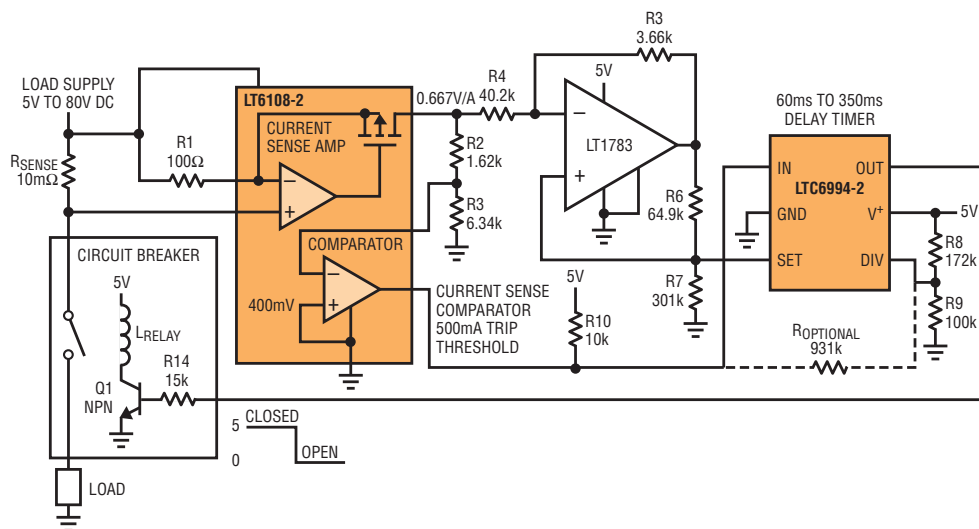 LOAD SUPPLY
5V TO 80V DC
RSENSE
10mΩ
R1
100Ω
LT6108-2
CURRENT
SENSE AMP
0.667V/A
R4
40.2k
R2
1.62k
R3
6.34k
R3
3.66k
5V
−
+
LT1783
R6
64.9k
R7
301k
60ms TO 350ms
DELAY TIMER
IN
OUT
LTC6994-2
GND
V+
5V
SET
DIV
R8
172k
R9
100k
ROPTIONAL
931k
−
+
COMPARATOR
−
+
400mV
CURRENT SENSE
COMPARATOR
500mA TRIP
THRESHOLD
5V
R10
10k
CIRCUIT BREAKER
5V
LRELAY
R14
15k
Q1
NPN
5
CLOSED
0
OPEN
LOAD